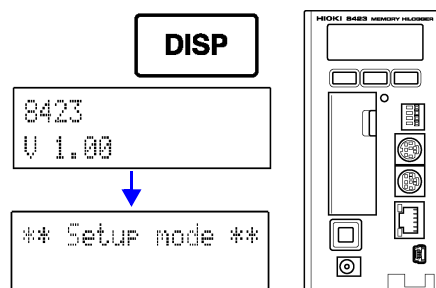 DISP
HIOKI 8423 MEMORY HiLOGGER
8423
V 1.00
** Setup mode **